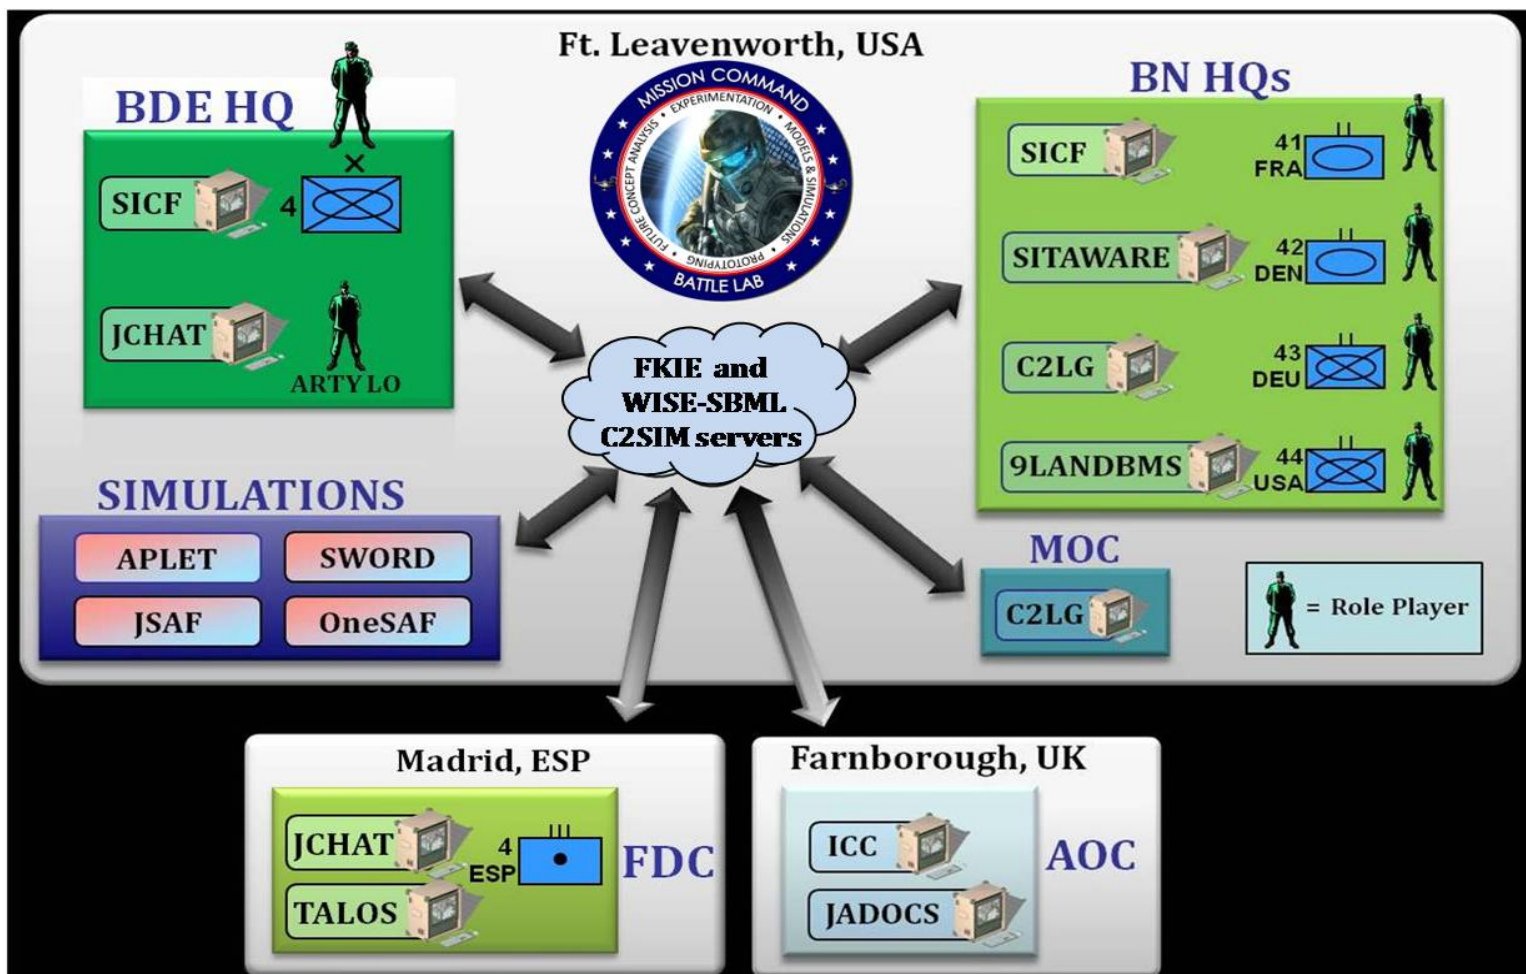 Ft. Leavenworth, USA
MISSION COMMAND
FUTURE CONCEPT ANALYSIS • EXPERIMENTATION • MODELS & SIMULATIONS • PROTOTYPING •
BATTLE LAB
BDE HQ
SICF
4
X
JCHAT
ARTY LO
BN HQs
SICF
41
FRA
SITAWARE
42
DEN
C2LG
43
DEU
9LANDBMS
44
USA
FKIE and
WISE-SBML
C2SIM servers
SIMULATIONS
APLET
SWORD
JSAF
OneSAF
MOC
C2LG
= Role Player
Madrid, ESP
JCHAT
TALOS
4
ESP
FDC
Farnborough, UK
ICC
JADOCS
AOC